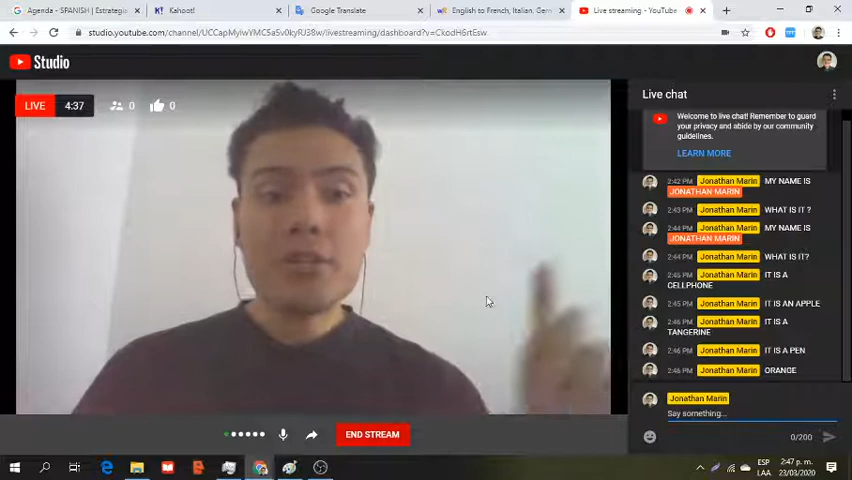 Agenda - SPANISH | Estrategia
Kahoot!
Google Translate
English to French, Italian, Germ
Live streaming - YouTube
studio.youtube.com/channel/UCCapMyiwYMC5a5v0kyRJ38w/livestreaming/dashboard?v=CkodH6rtEsw
Studio
LIVE 4:37 0 0
Live chat
Welcome to live chat! Remember to guard
your privacy and abide by our community
guidelines.
LEARN MORE
2:42 PM Jonathan Marin MY NAME IS
JONATHAN MARIN
2:43 PM Jonathan Marin WHAT IS IT ?
2:44 PM Jonathan Marin MY NAME IS
JONATHAN MARIN
2:44 PM Jonathan Marin WHAT IS IT?
2:45 PM Jonathan Marin IT IS A
CELLPHONE
2:45 PM Jonathan Marin IT IS AN APPLE
2:46 PM Jonathan Marin IT IS A
TANGERINE
2:46 PM Jonathan Marin IT IS A PEN
2:46 PM Jonathan Marin ORANGE
Jonathan Marin
Say something...
0/200
END STREAM
ESP
LAA
2:47 p. m.
23/03/2020